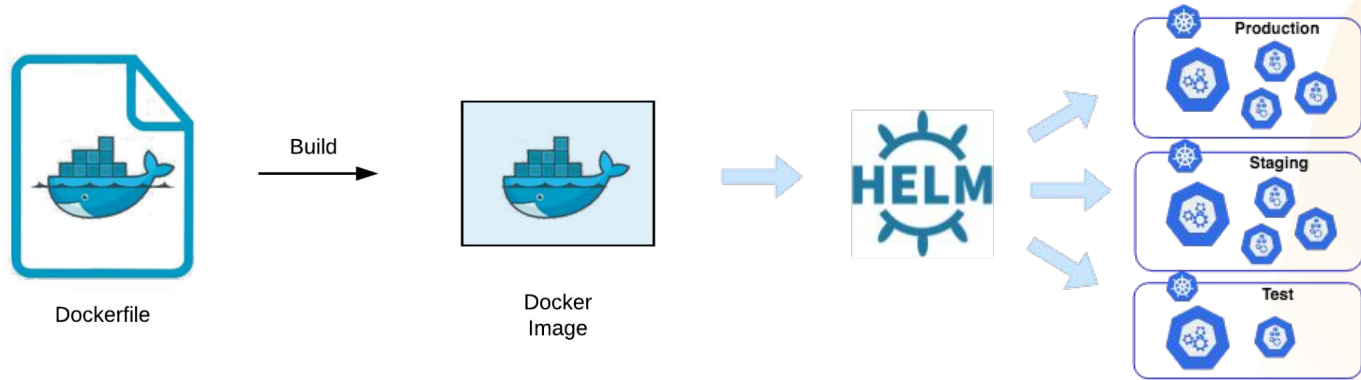 Dockerfile
Build
Docker
Image
HELM
Production
Staging
Test